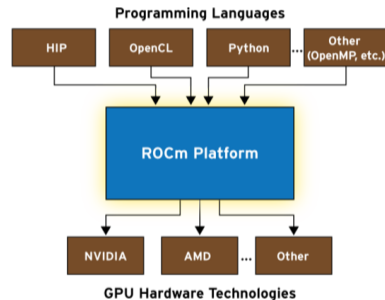 Programming Languages
HIP
OpenCL
Python
...
Other
(OpenMP, etc.)
ROCm Platform
NVIDIA
AMD
...
Other
GPU Hardware Technologies